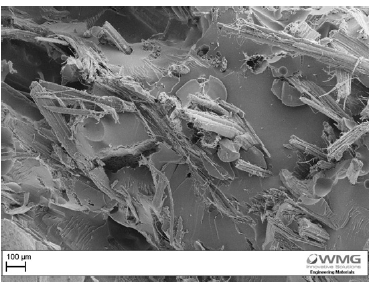 100 µm
WMG
Innovative Solutions
Engineering Materials